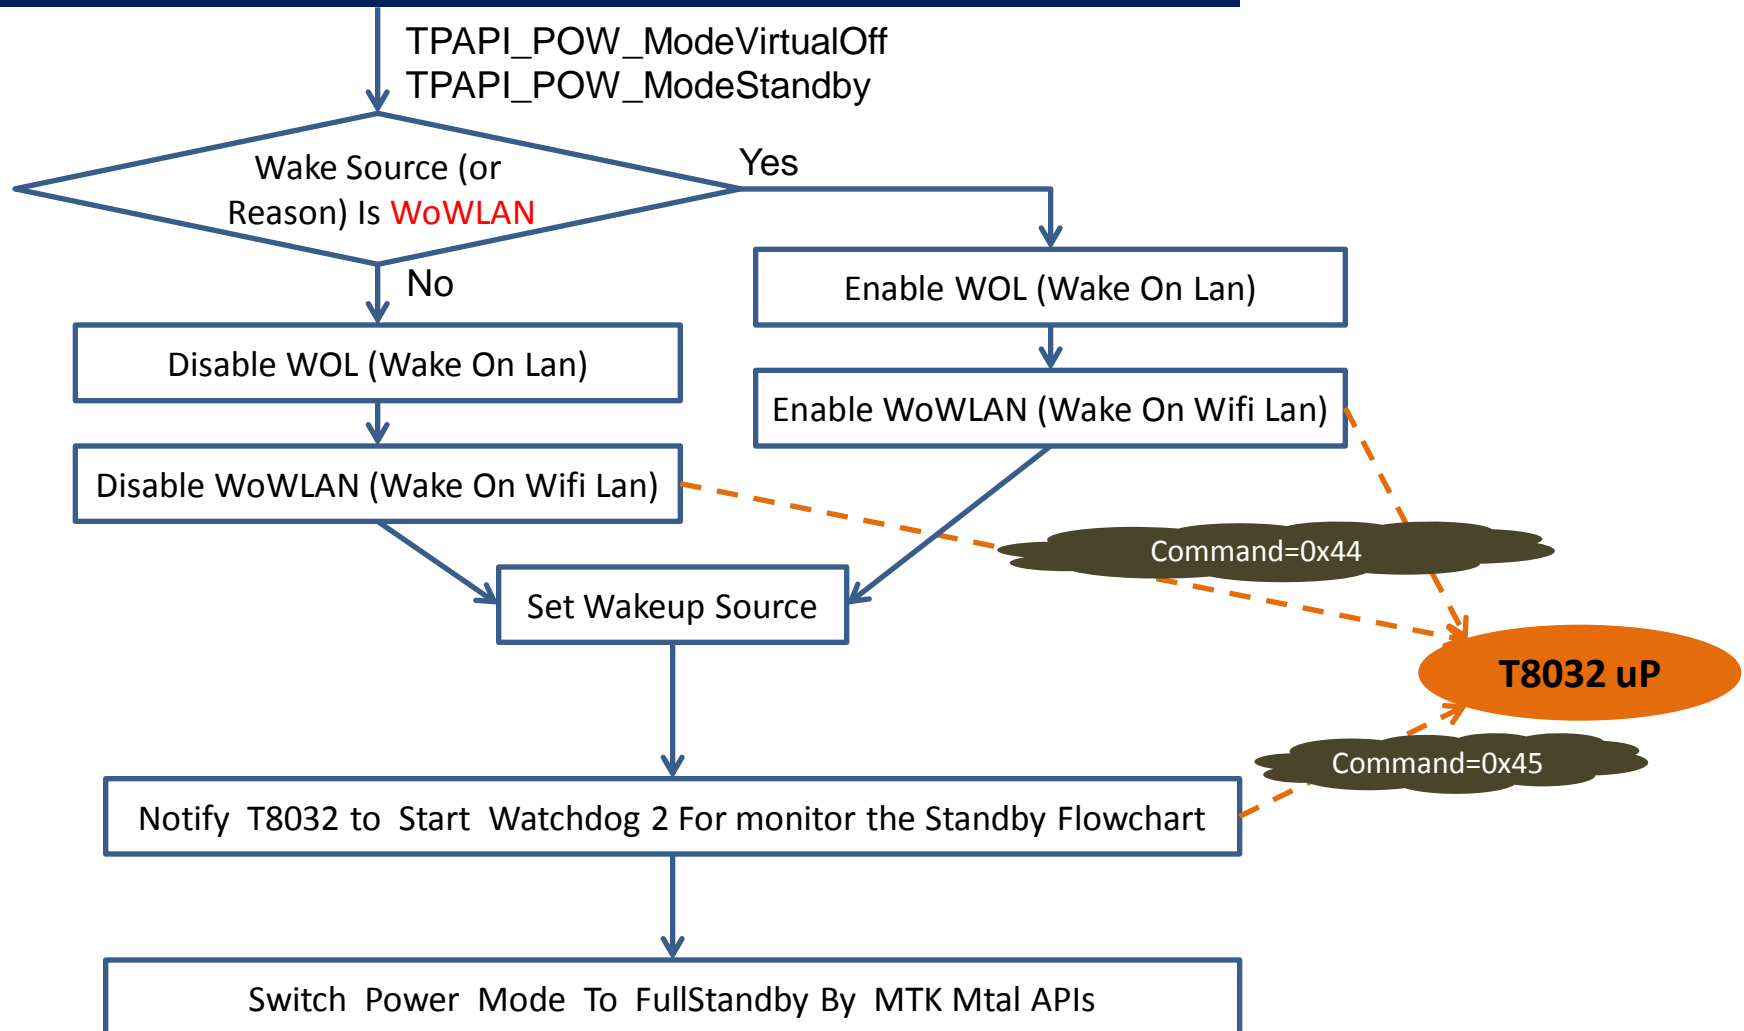 TPAPI_POW_ModeVirtualOff
TPAPI_POW_ModeStandby
Wake Source (or
Reason) Is WoWLAN
Yes
No
Enable WOL (Wake On Lan)
Disable WOL (Wake On Lan)
Enable WoWLAN (Wake On Wifi Lan)
Disable WoWLAN (Wake On Wifi Lan)
Command=0x44
Set Wakeup Source
T8032 uP
Command=0x45
Notify T8032 to Start Watchdog 2 For monitor the Standby Flowchart
Switch Power Mode To FullStandby By MTK Mtal APIs